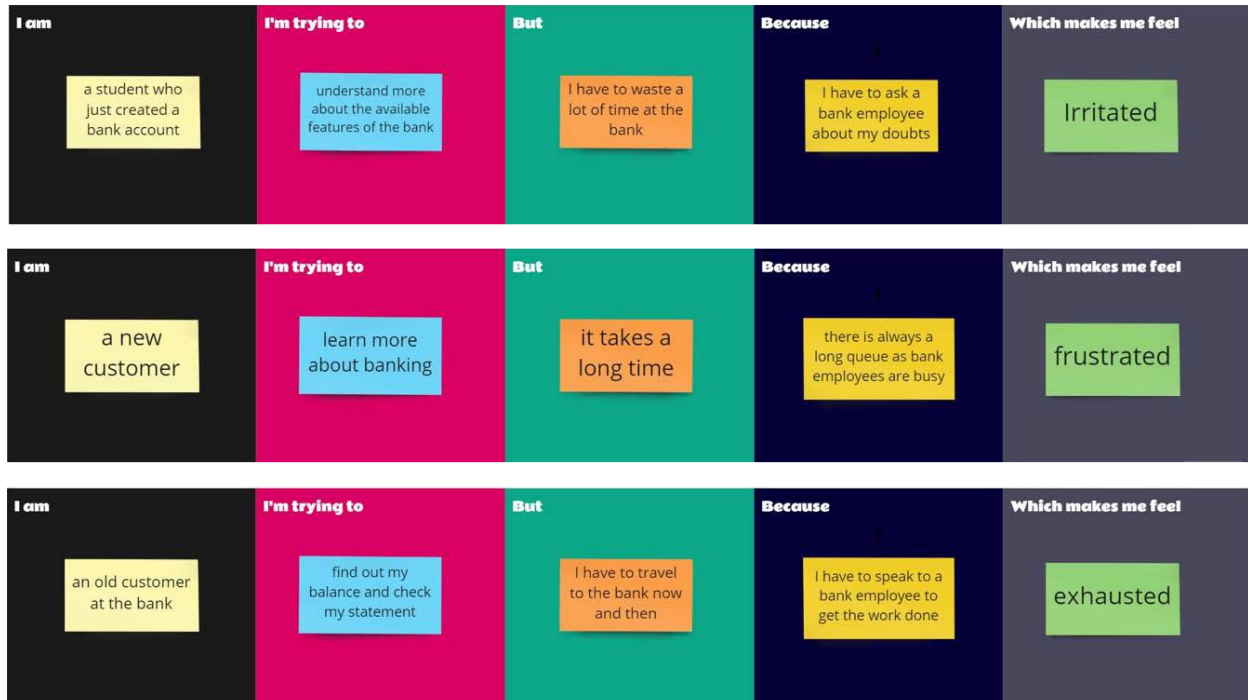 I am
I'm trying to
But
Because
Which makes me feel
a student who
just created a
bank account
understand more
about the available
features of the bank
I have to waste a
lot of time at the
bank
I have to ask a
bank employee
about my doubts
Irritated
I am
I'm trying to
But
Because
Which makes me feel
a new
customer
learn more
about banking
it takes a
long time
there is always a
long queue as bank
employees are busy
frustrated
I am
I'm trying to
But
Because
Which makes me feel
an old customer
at the bank
find out my
balance and check
my statement
I have to travel
to the bank now
and then
I have to speak to a
bank employee to
get the work done
exhausted